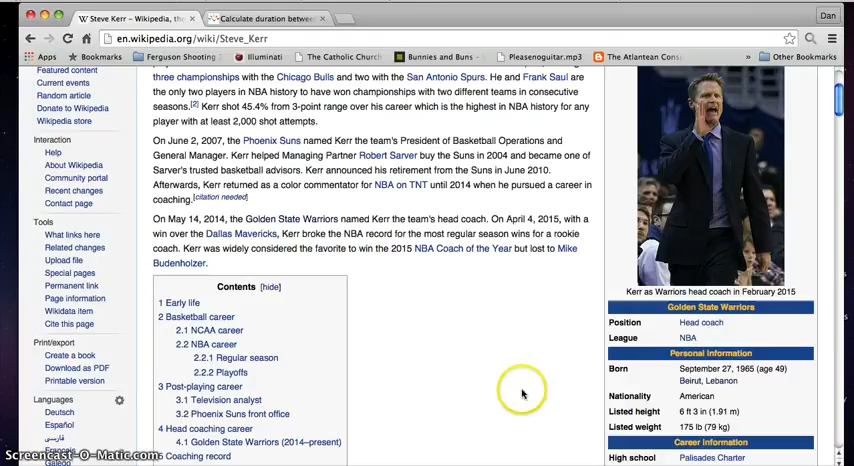 Steve Kerr – Wikipedia, the
Calculate duration betwee
Dan
en.wikipedia.org/wiki/Steve_Kerr
Apps
Bookmarks
Ferguson Shooting
Illuminati
The Catholic Church
Bunnies and Buns -
Pleasenoguitar.mp3
The Atlantean Cons
»
Other Bookmarks
Featured content
Current events
Random article
Donate to Wikipedia
Wikipedia store
Interaction
Help
About Wikipedia
Community portal
Recent changes
Contact page
Tools
What links here
Related changes
Upload file
Special pages
Permanent link
Page information
Wikidata item
Cite this page
Print/export
Create a book
Download as PDF
Printable version
Languages
Deutsch
Español
فارسی
Français
Galego
three championships with the Chicago Bulls and two with the San Antonio Spurs. He and Frank Saul are
the only two players in NBA history to have won championships with two different teams in consecutive
seasons.[2] Kerr shot 45.4% from 3-point range over his career which is the highest in NBA history for any
player with at least 2,000 shot attempts.
On June 2, 2007, the Phoenix Suns named Kerr the team's President of Basketball Operations and
General Manager. Kerr helped Managing Partner Robert Sarver buy the Suns in 2004 and became one of
Sarver's trusted basketball advisors. Kerr announced his retirement from the Suns in June 2010.
Afterwards, Kerr returned as a color commentator for NBA on TNT until 2014 when he pursued a career in
coaching.[citation needed]
On May 14, 2014, the Golden State Warriors named Kerr the team's head coach. On April 4, 2015, with a
win over the Dallas Mavericks, Kerr broke the NBA record for the most regular season wins for a rookie
coach. Kerr was widely considered the favorite to win the 2015 NBA Coach of the Year but lost to Mike
Budenholzer.
Contents [hide]
1 Early life
2 Basketball career
2.1 NCAA career
2.2 NBA career
2.2.1 Regular season
2.2.2 Playoffs
3 Post-playing career
3.1 Television analyst
3.2 Phoenix Suns front office
4 Head coaching career
4.1 Golden State Warriors (2014–present)
Coaching record
Kerr as Warriors head coach in February 2015
Golden State Warriors
Position Head coach
League NBA
Personal information
Born September 27, 1965 (age 49)
Beirut, Lebanon
Nationality American
Listed height 6 ft 3 in (1.91 m)
Listed weight 175 lb (79 kg)
Career information
High school Palisades Charter
Screencast-O-Matic.com